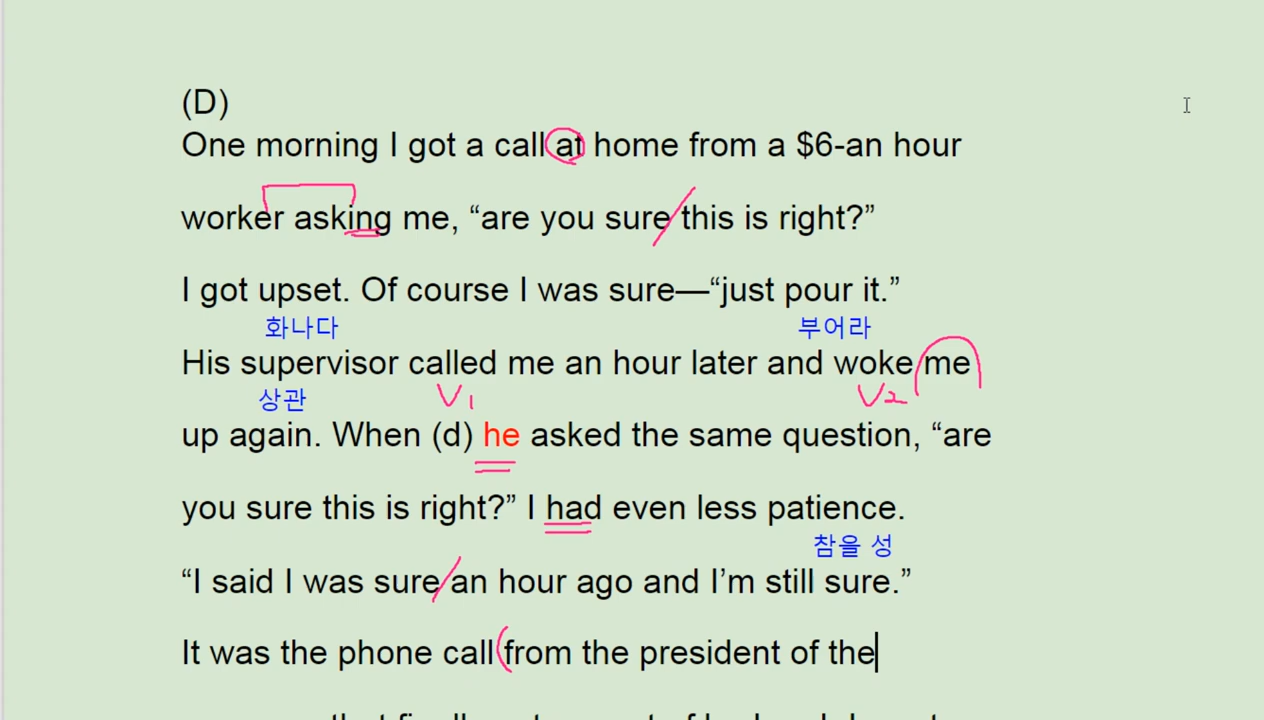 (D)
One morning I got a call at home from a $6-an hour
worker asking me, “are you sure this is right?”
I got upset. Of course I was sure—“just pour it.”
화나다 부어라
His supervisor called me an hour later and woke me
상관 V1 V2
up again. When (d) he asked the same question, “are
you sure this is right?” I had even less patience.
참을 성
“I said I was sure an hour ago and I’m still sure.”
It was the phone call from the president of the